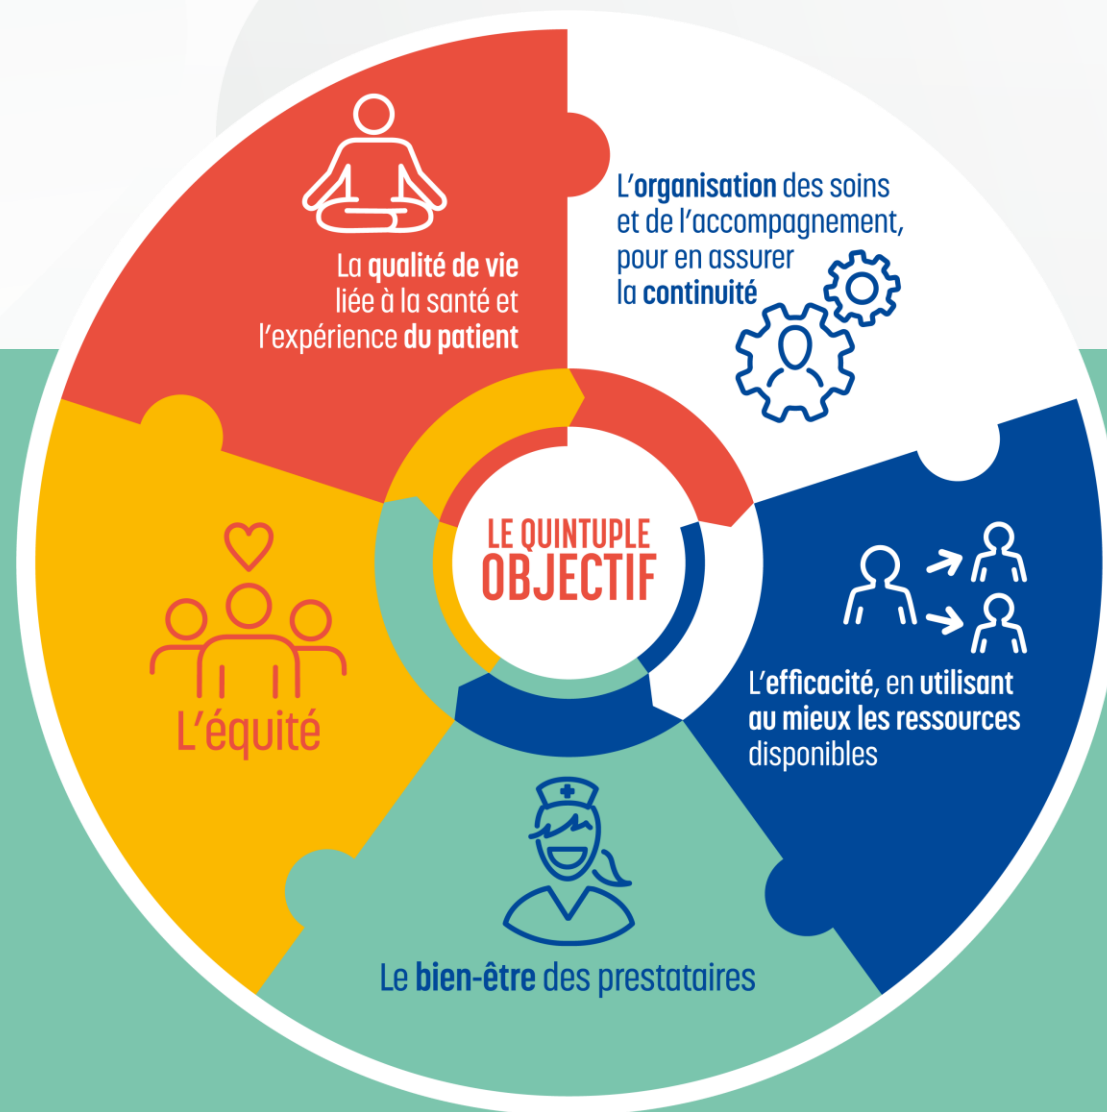 La qualité de vie
liée à la santé et
l'expérience du patient
L'organisation des soins
et de l'accompagnement,
pour en assurer
la continuité
LE QUINTUPLE
OBJECTIF
L'équité
L'efficacité, en utilisant
au mieux les ressources
disponibles
Le bien-être des prestataires